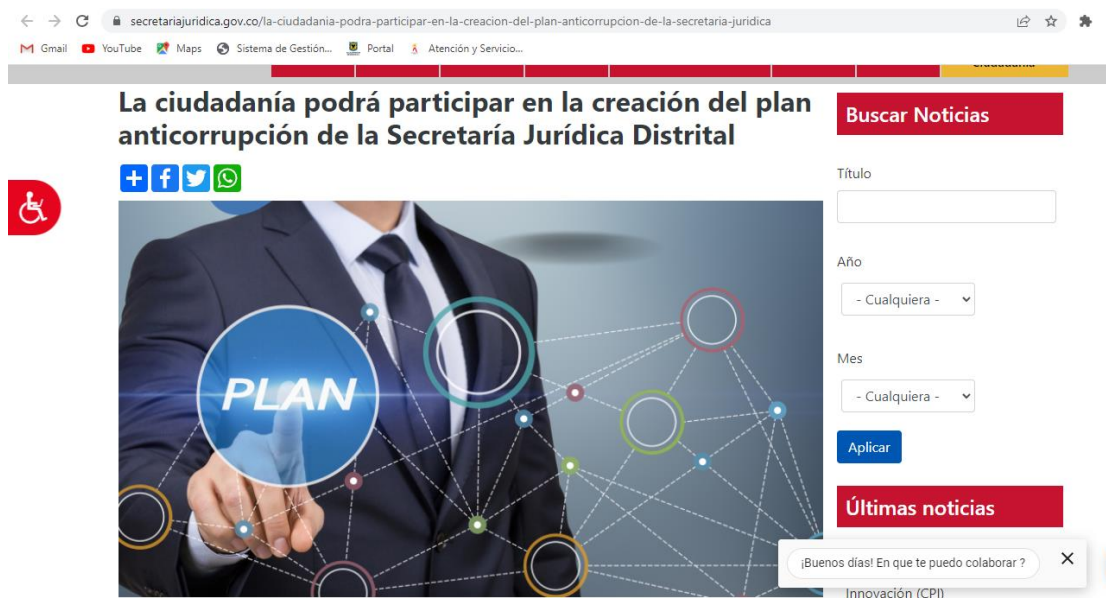 secretariajuridica.gov.co/la-ciudadania-podra-participar-en-la-creacion-del-plan-anticorrupcion-de-la-secretaria-juridica
Gmail YouTube Maps Sistema de Gestión... Portal Atención y Servicio...
La ciudadanía podrá participar en la creación del plan
anticorrupción de la Secretaría Jurídica Distrital
Buscar Noticias
Título
Año
- Cualquiera -
Mes
- Cualquiera -
Aplicar
PLAN
Últimas noticias
¡Buenos días! En que te puedo colaborar ?
Innovación (CPI)